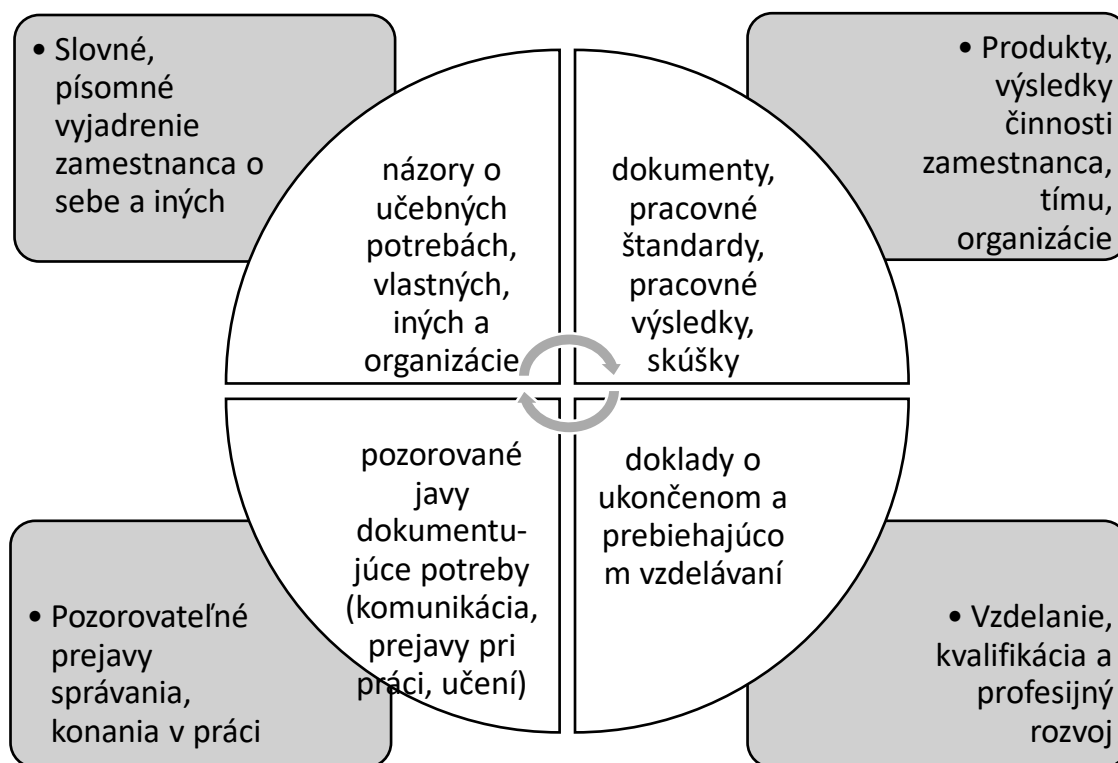 • Slovné,
písomné
vyjadrenie
zamestnanca o
sebe a iných
názory o
učebných
potrebách,
vlastných,
iných a
organizácie
dokumenty,
pracovné
štandardy,
pracovné
výsledky,
skúšky
• Produkty,
výsledky
činnosti
zamestnanca,
tímu,
organizácie
• Pozorovateľné
prejavy
správania,
konania v práci
pozorované
javy
dokumentu-
júce potreby
(komunikácia,
prejavy pri
práci, učení)
doklady o
ukončenom a
prebiehajúco
m vzdelávaní
• Vzdelanie,
kvalifikácia a
profesijný
rozvoj